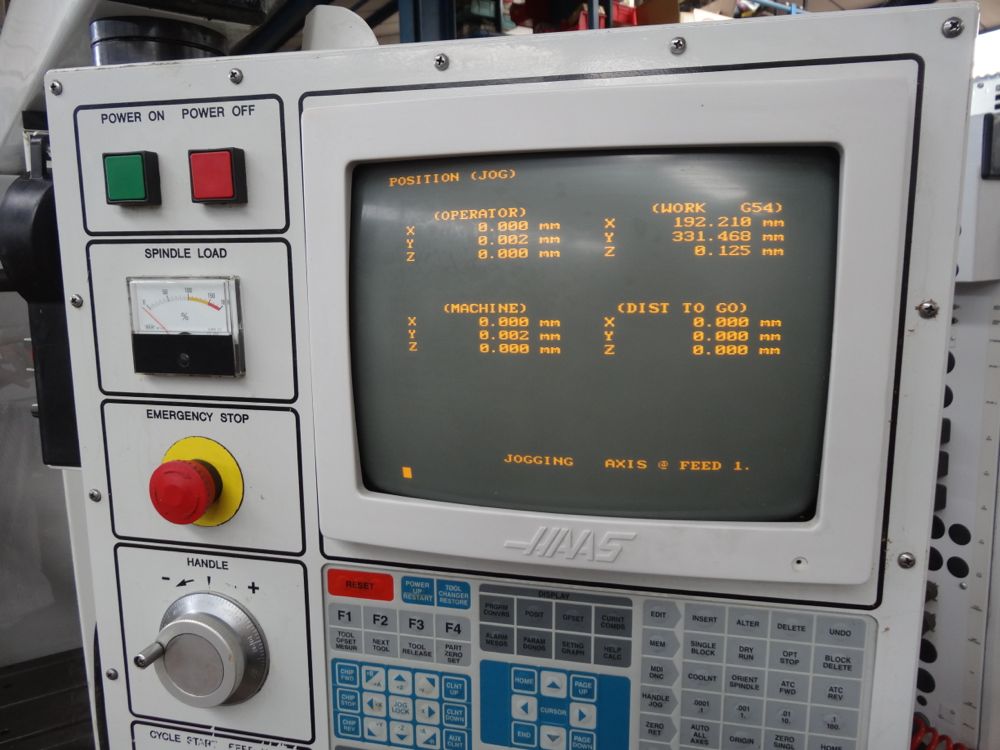 POWER ON POWER OFF
SPINDLE LOAD
50 100 150
%
EMERGENCY STOP
HANDLE
- +
CYCLE START
POSITION (JOG)
(OPERATOR)
X 0.000 mm
Y 0.002 mm
Z 0.000 mm
(WORK G54)
X 192.210 mm
Y 331.468 mm
Z 0.125 mm
(MACHINE)
X 0.000 mm
Y 0.002 mm
Z 0.000 mm
(DIST TO GO)
X 0.000 mm
Y 0.000 mm
Z 0.000 mm
JOGGING AXIS @ FEED 1.
HAAS
RESET
POWER UP RESTART
TOOL CHANGER RESTORE
F1 F2 F3 F4
TOOL OFSET MESUR
NEXT TOOL
TOOL RELEASE
PART ZERO SET
CHIP FWD
CHIP STOP
CHIP REV
JOG LOCK
CLNT UP
CLNT DOWN
AUX CLNT
DISPLAY
PRGRM CONVRS
POSIT
OFSET
CURNT COMDS
ALARM MESGS
PARAM DGNOS
SETNG GRAPH
HELP CALC
HOME
PAGE UP
CURSOR
END
PAGE DOWN
EDIT INSERT ALTER DELETE UNDO
MEM
SINGLE BLOCK
DRY RUN
OPT STOP
BLOCK DELETE
MDI DNC
COOLNT
ORIENT SPINDLE
ATC FWD
ATC REV
HANDLE JOG
.0001 .1
.001 1.
.01 10.
.1 100.
ZERO RET
AUTO ALL AXES
ORIGIN
ZERO SINGL
HOME